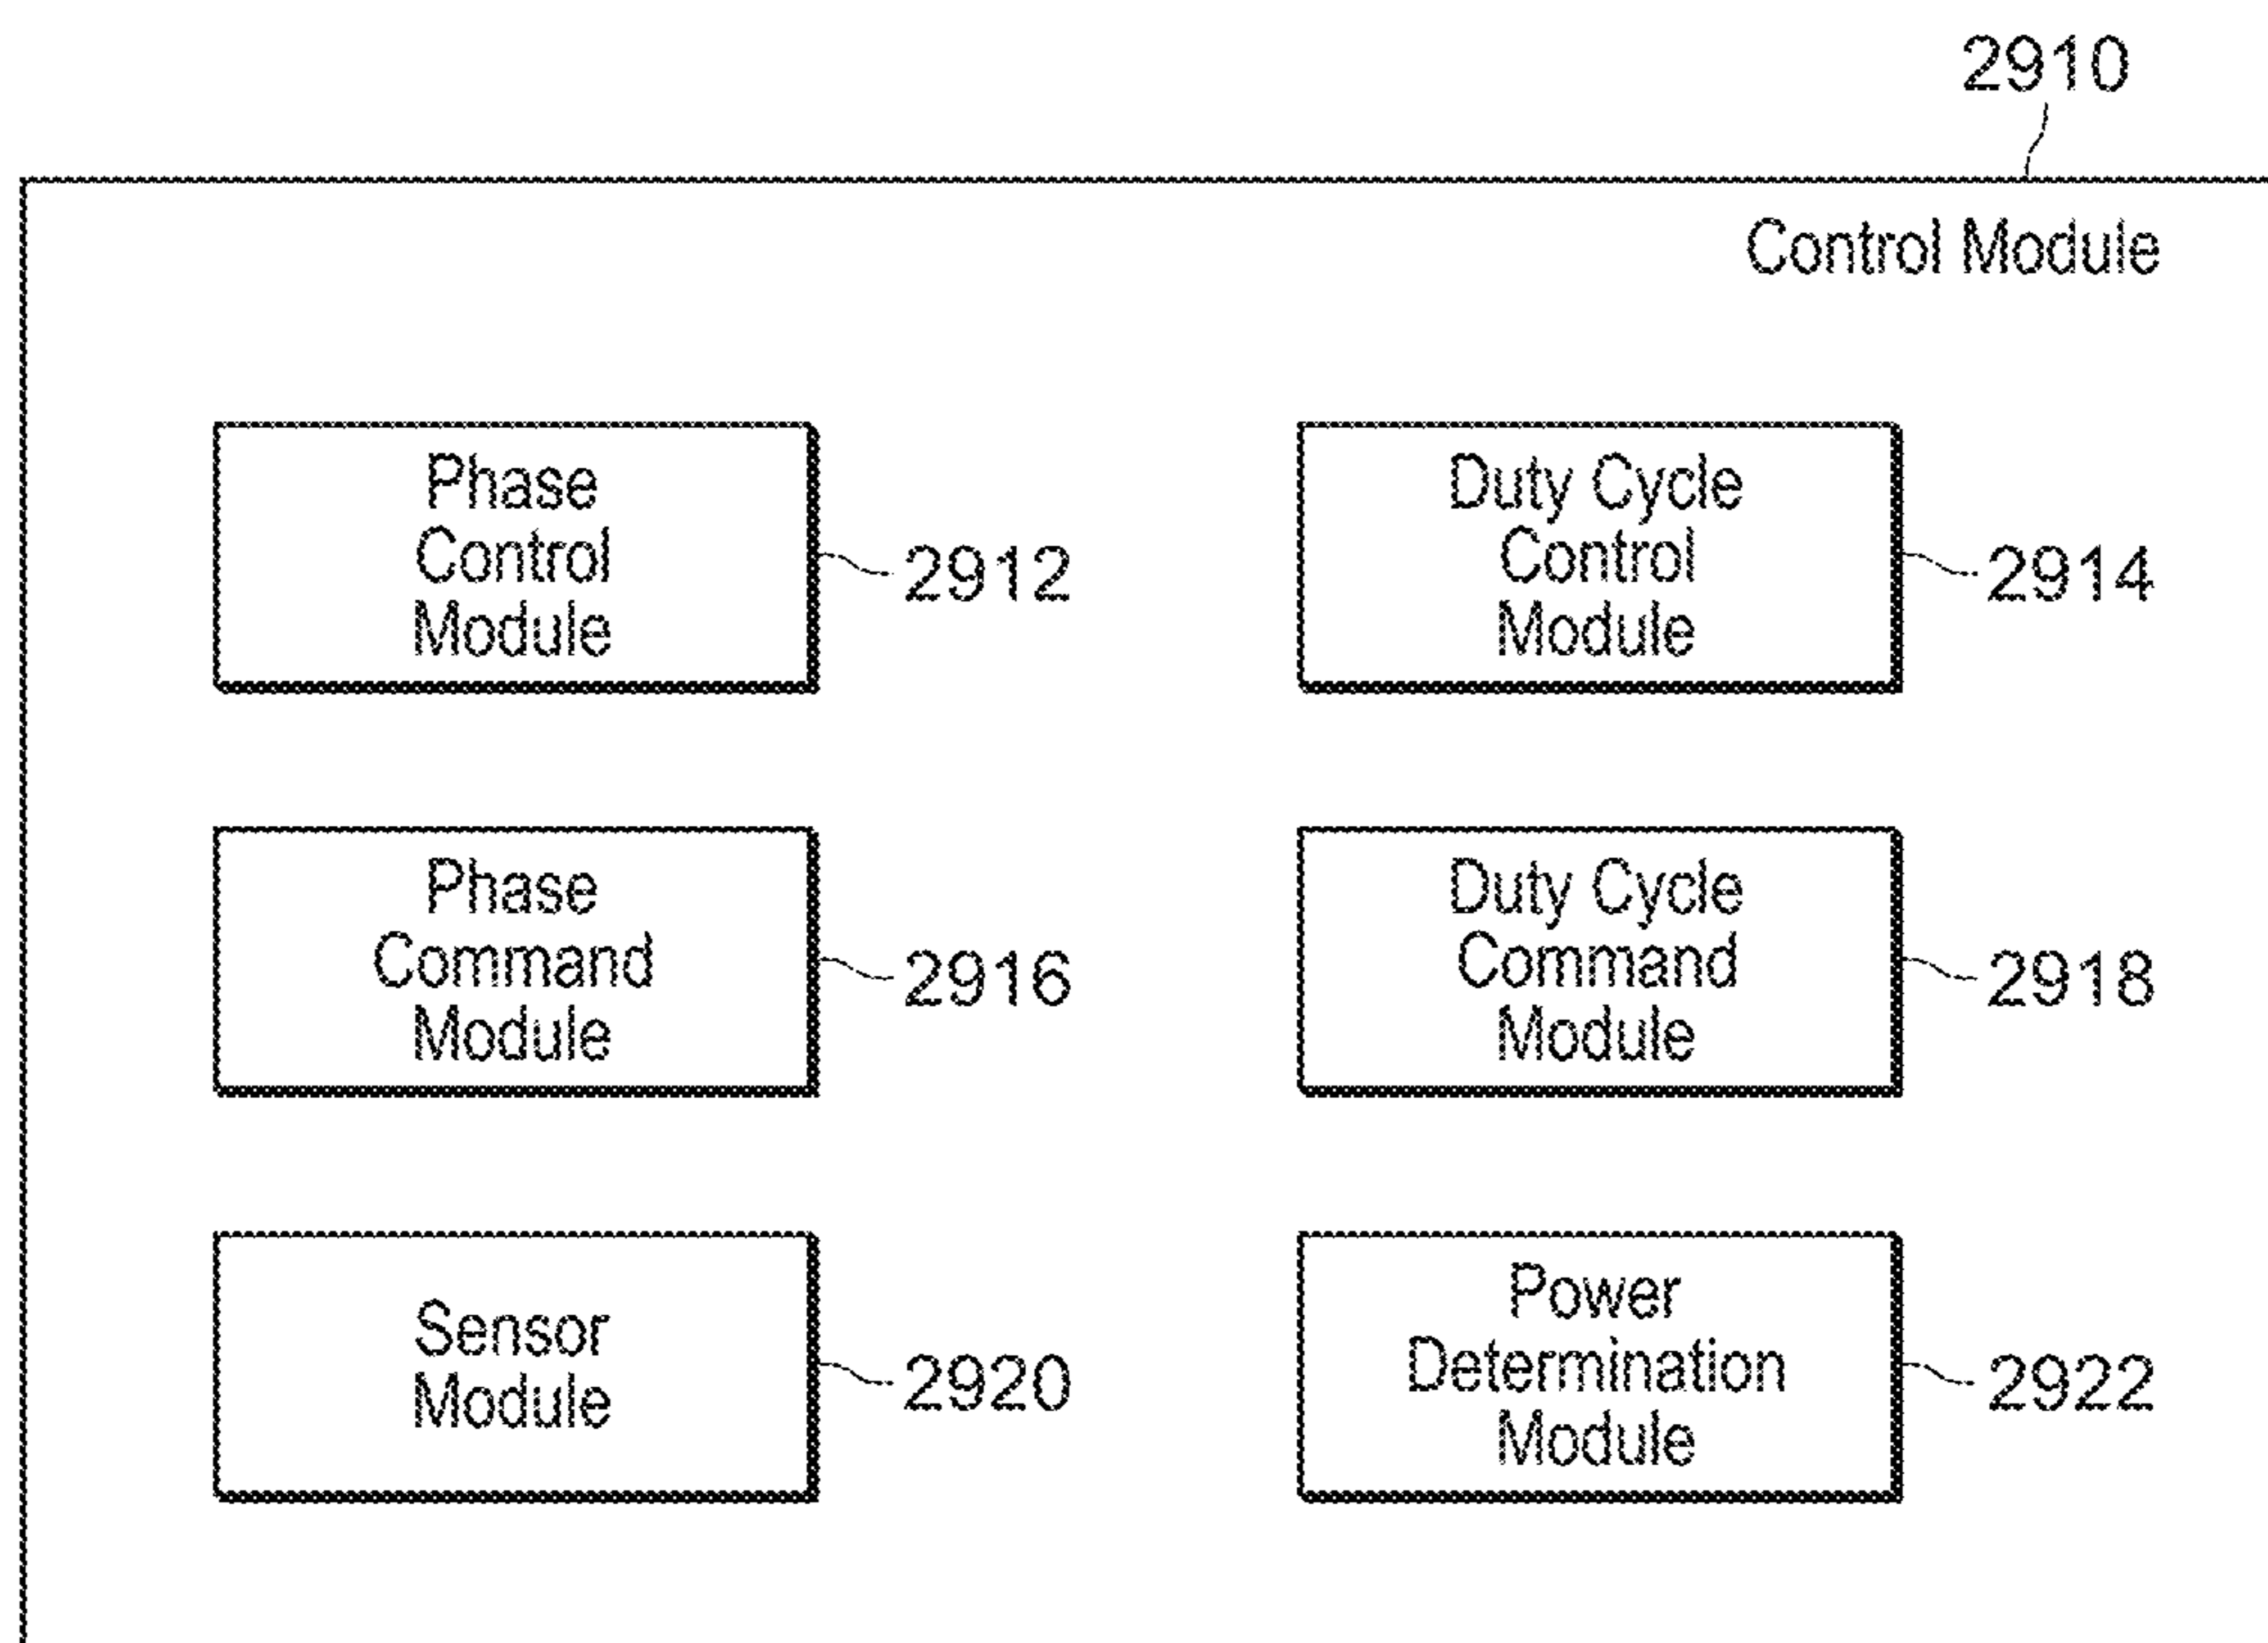 2910
Control Module
Phase
Control
Module
2912
Duty Cycle
Control
Module
2914
Phase
Command
Module
2916
Duty Cycle
Command
Module
2918
Sensor
Module
2920
Power
Determination
Module
2922